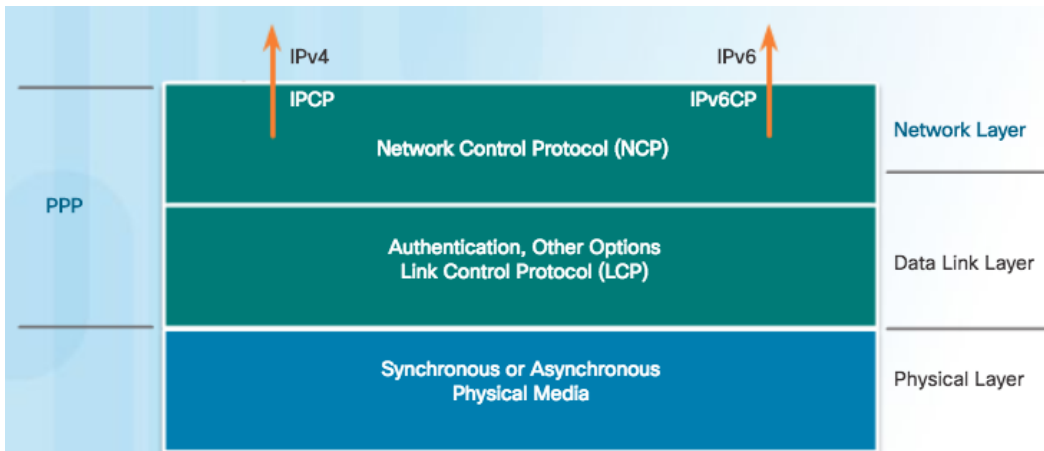 IPv4
IPv6
IPCP
IPv6CP
Network Control Protocol (NCP)
Network Layer
PPP
Authentication, Other Options
Link Control Protocol (LCP)
Data Link Layer
Synchronous or Asynchronous
Physical Media
Physical Layer